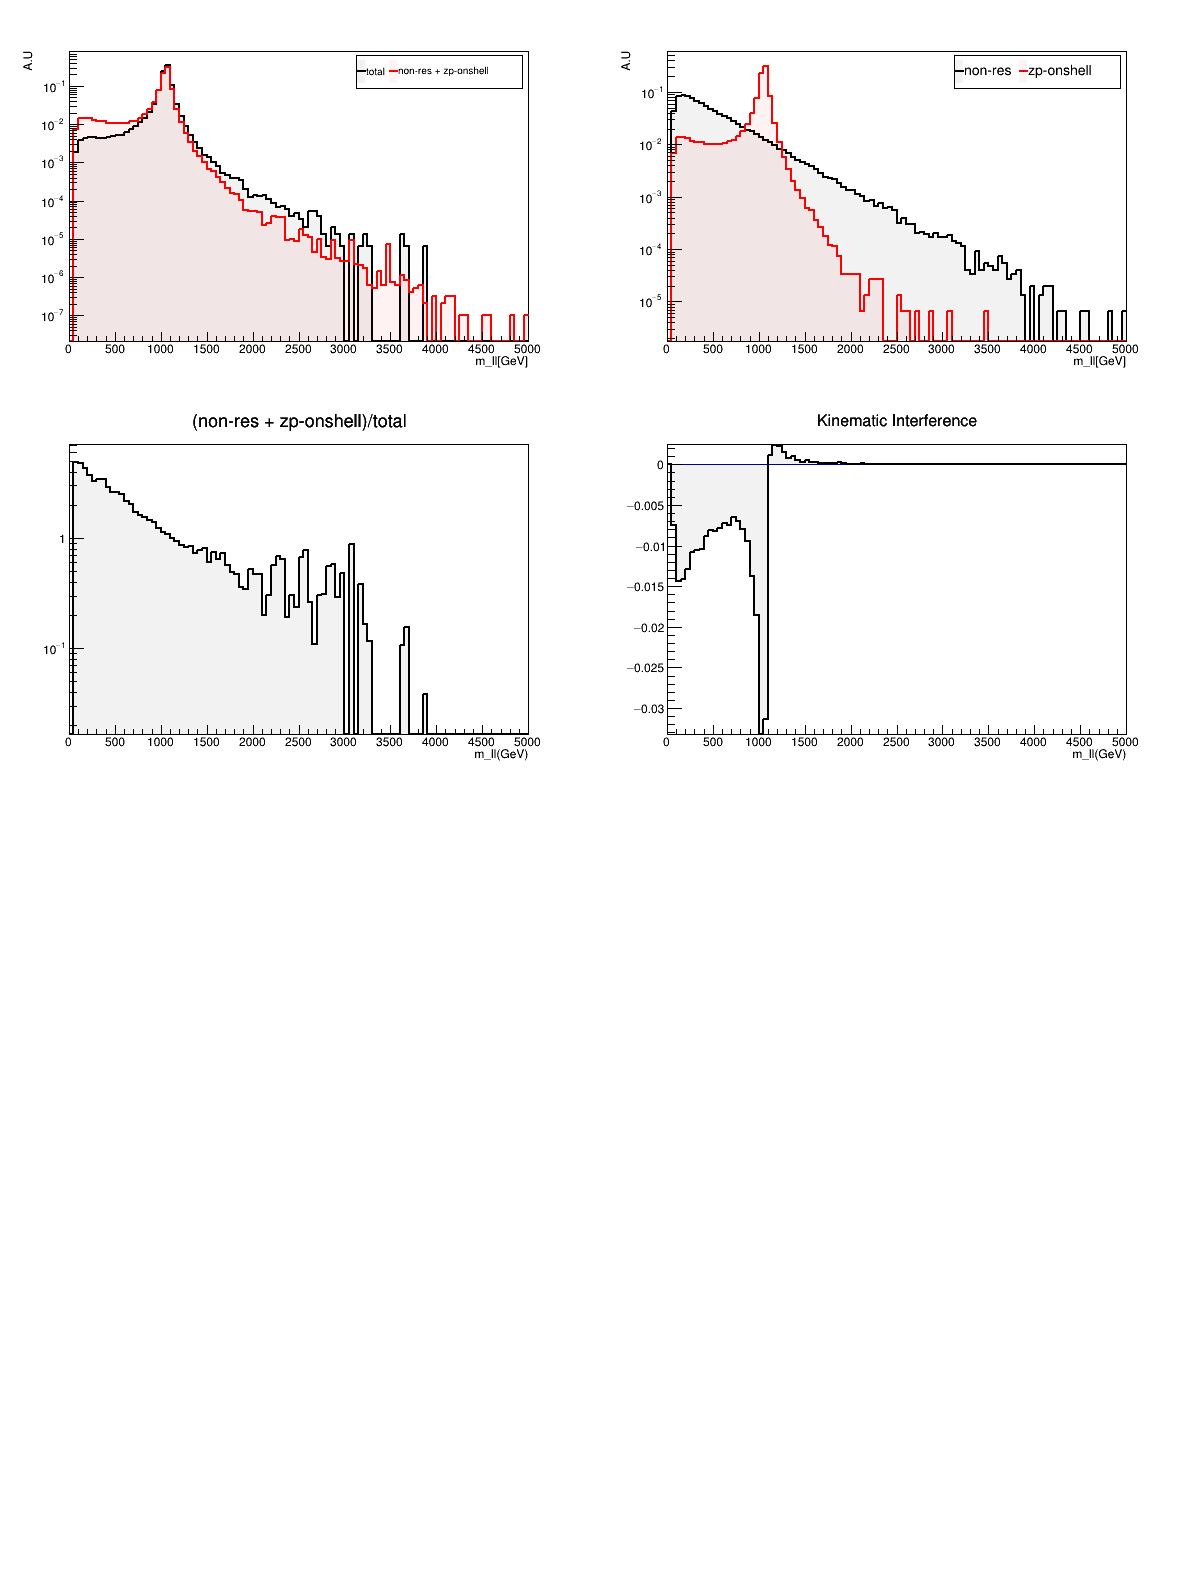 A.U
total non-res + zp-onshell
10⁻¹
10⁻²
10⁻³
10⁻⁴
10⁻⁵
10⁻⁶
10⁻⁷
0 500 1000 1500 2000 2500 3000 3500 4000 4500 5000
m_ll[GeV]
A.U
non-res zp-onshell
10⁻¹
10⁻²
10⁻³
10⁻⁴
10⁻⁵
0 500 1000 1500 2000 2500 3000 3500 4000 4500 5000
m_ll[GeV]
(non-res + zp-onshell)/total
1
10⁻¹
0 500 1000 1500 2000 2500 3000 3500 4000 4500 5000
m_ll(GeV)
Kinematic Interference
0
−0.005
−0.01
−0.015
−0.02
−0.025
−0.03
0 500 1000 1500 2000 2500 3000 3500 4000 4500 5000
m_ll(GeV)